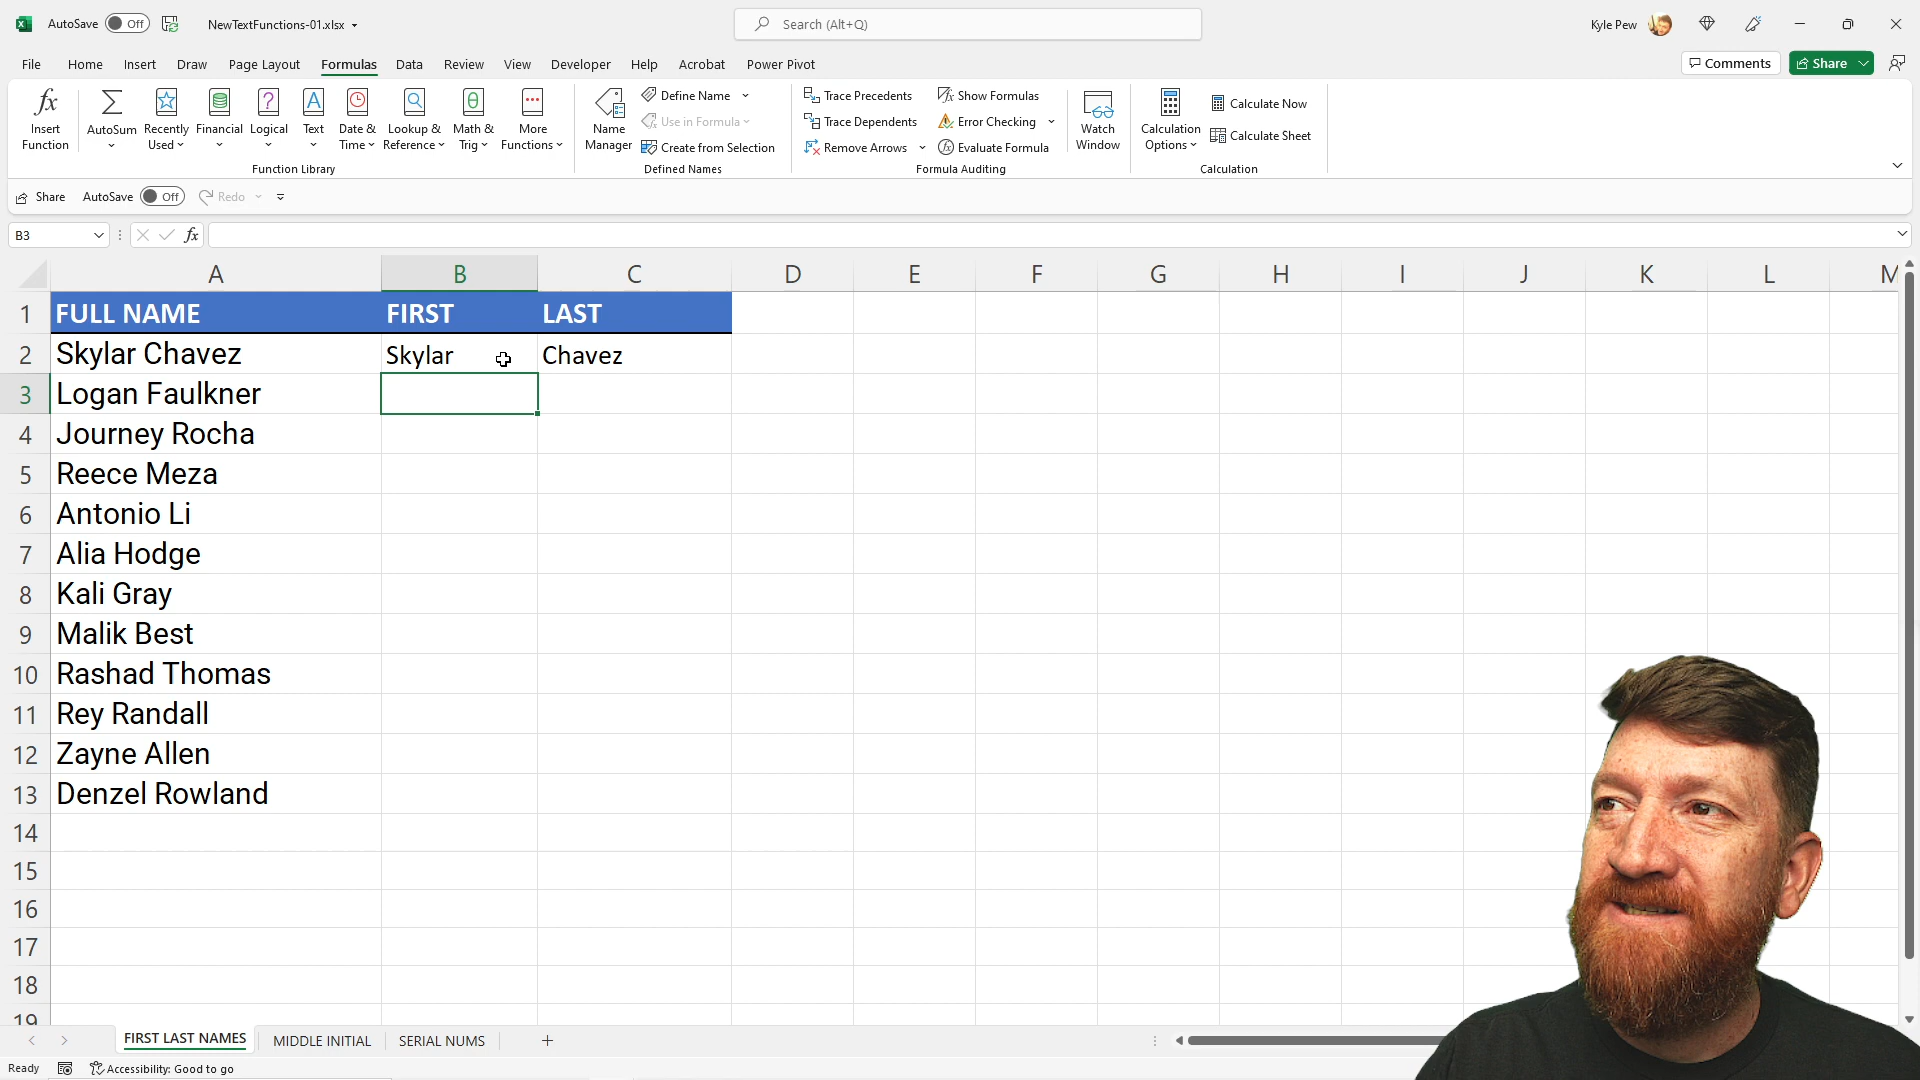 AutoSave Off NewTextFunctions-01.xlsx Search (Alt+Q) Kyle Pew
File Home Insert Draw Page Layout Formulas Data Review View Developer Help Acrobat Power Pivot Comments Share
Insert Function
AutoSum
Recently Used
Financial
Logical
Text
Date & Time
Lookup & Reference
Math & Trig
More Functions
Function Library
Name Manager
Define Name
Use in Formula
Create from Selection
Defined Names
Trace Precedents
Trace Dependents
Remove Arrows
Show Formulas
Error Checking
Evaluate Formula
Formula Auditing
Watch Window
Calculation Options
Calculate Now
Calculate Sheet
Calculation
Share AutoSave Off Redo
B3 fx
A B C D E F G H I J K L M
1 FULL NAME FIRST LAST
2 Skylar Chavez Skylar Chavez
3 Logan Faulkner
4 Journey Rocha
5 Reece Meza
6 Antonio Li
7 Alia Hodge
8 Kali Gray
9 Malik Best
10 Rashad Thomas
11 Rey Randall
12 Zayne Allen
13 Denzel Rowland
14
15
16
17
18
19
FIRST LAST NAMES MIDDLE INITIAL SERIAL NUMS
Ready Accessibility: Good to go